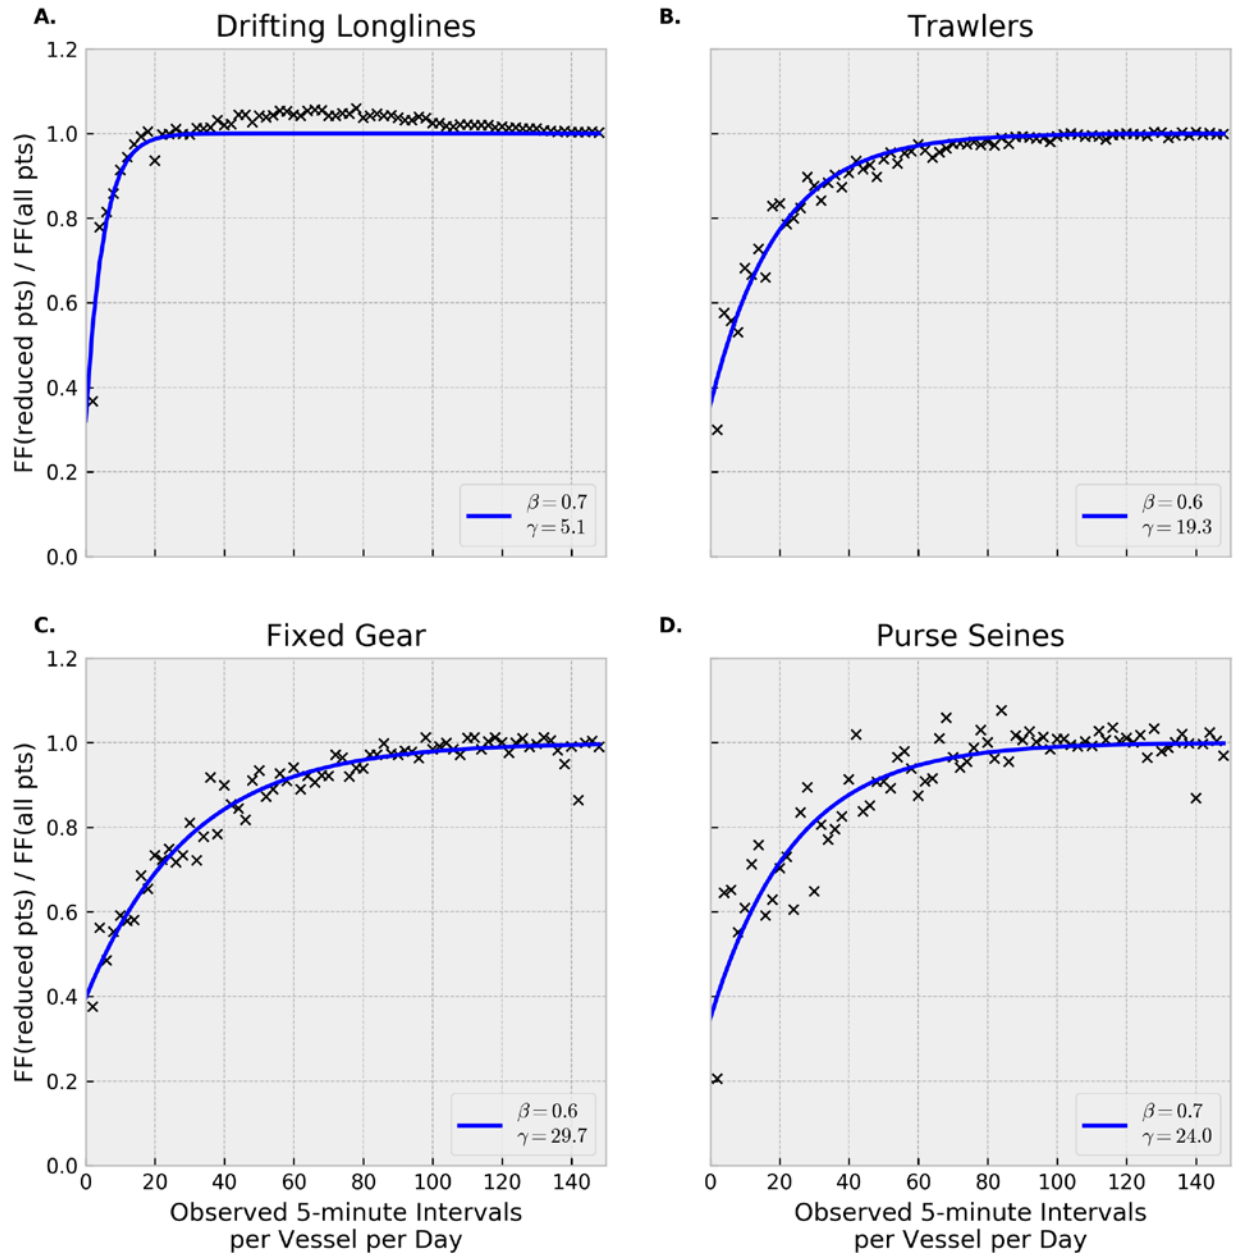 A.
Drifting Longlines
B.
Trawlers
FF(reduced pts) / FF(all pts)
1.2
1.0
0.8
0.6
0.4
0.2
0.0
β = 0.7
γ = 5.1
β = 0.6
γ = 19.3
C.
Fixed Gear
D.
Purse Seines
FF(reduced pts) / FF(all pts)
1.2
1.0
0.8
0.6
0.4
0.2
0.0
β = 0.6
γ = 29.7
β = 0.7
γ = 24.0
0 20 40 60 80 100 120 140
0 20 40 60 80 100 120 140
Observed 5-minute Intervals
per Vessel per Day
Observed 5-minute Intervals
per Vessel per Day